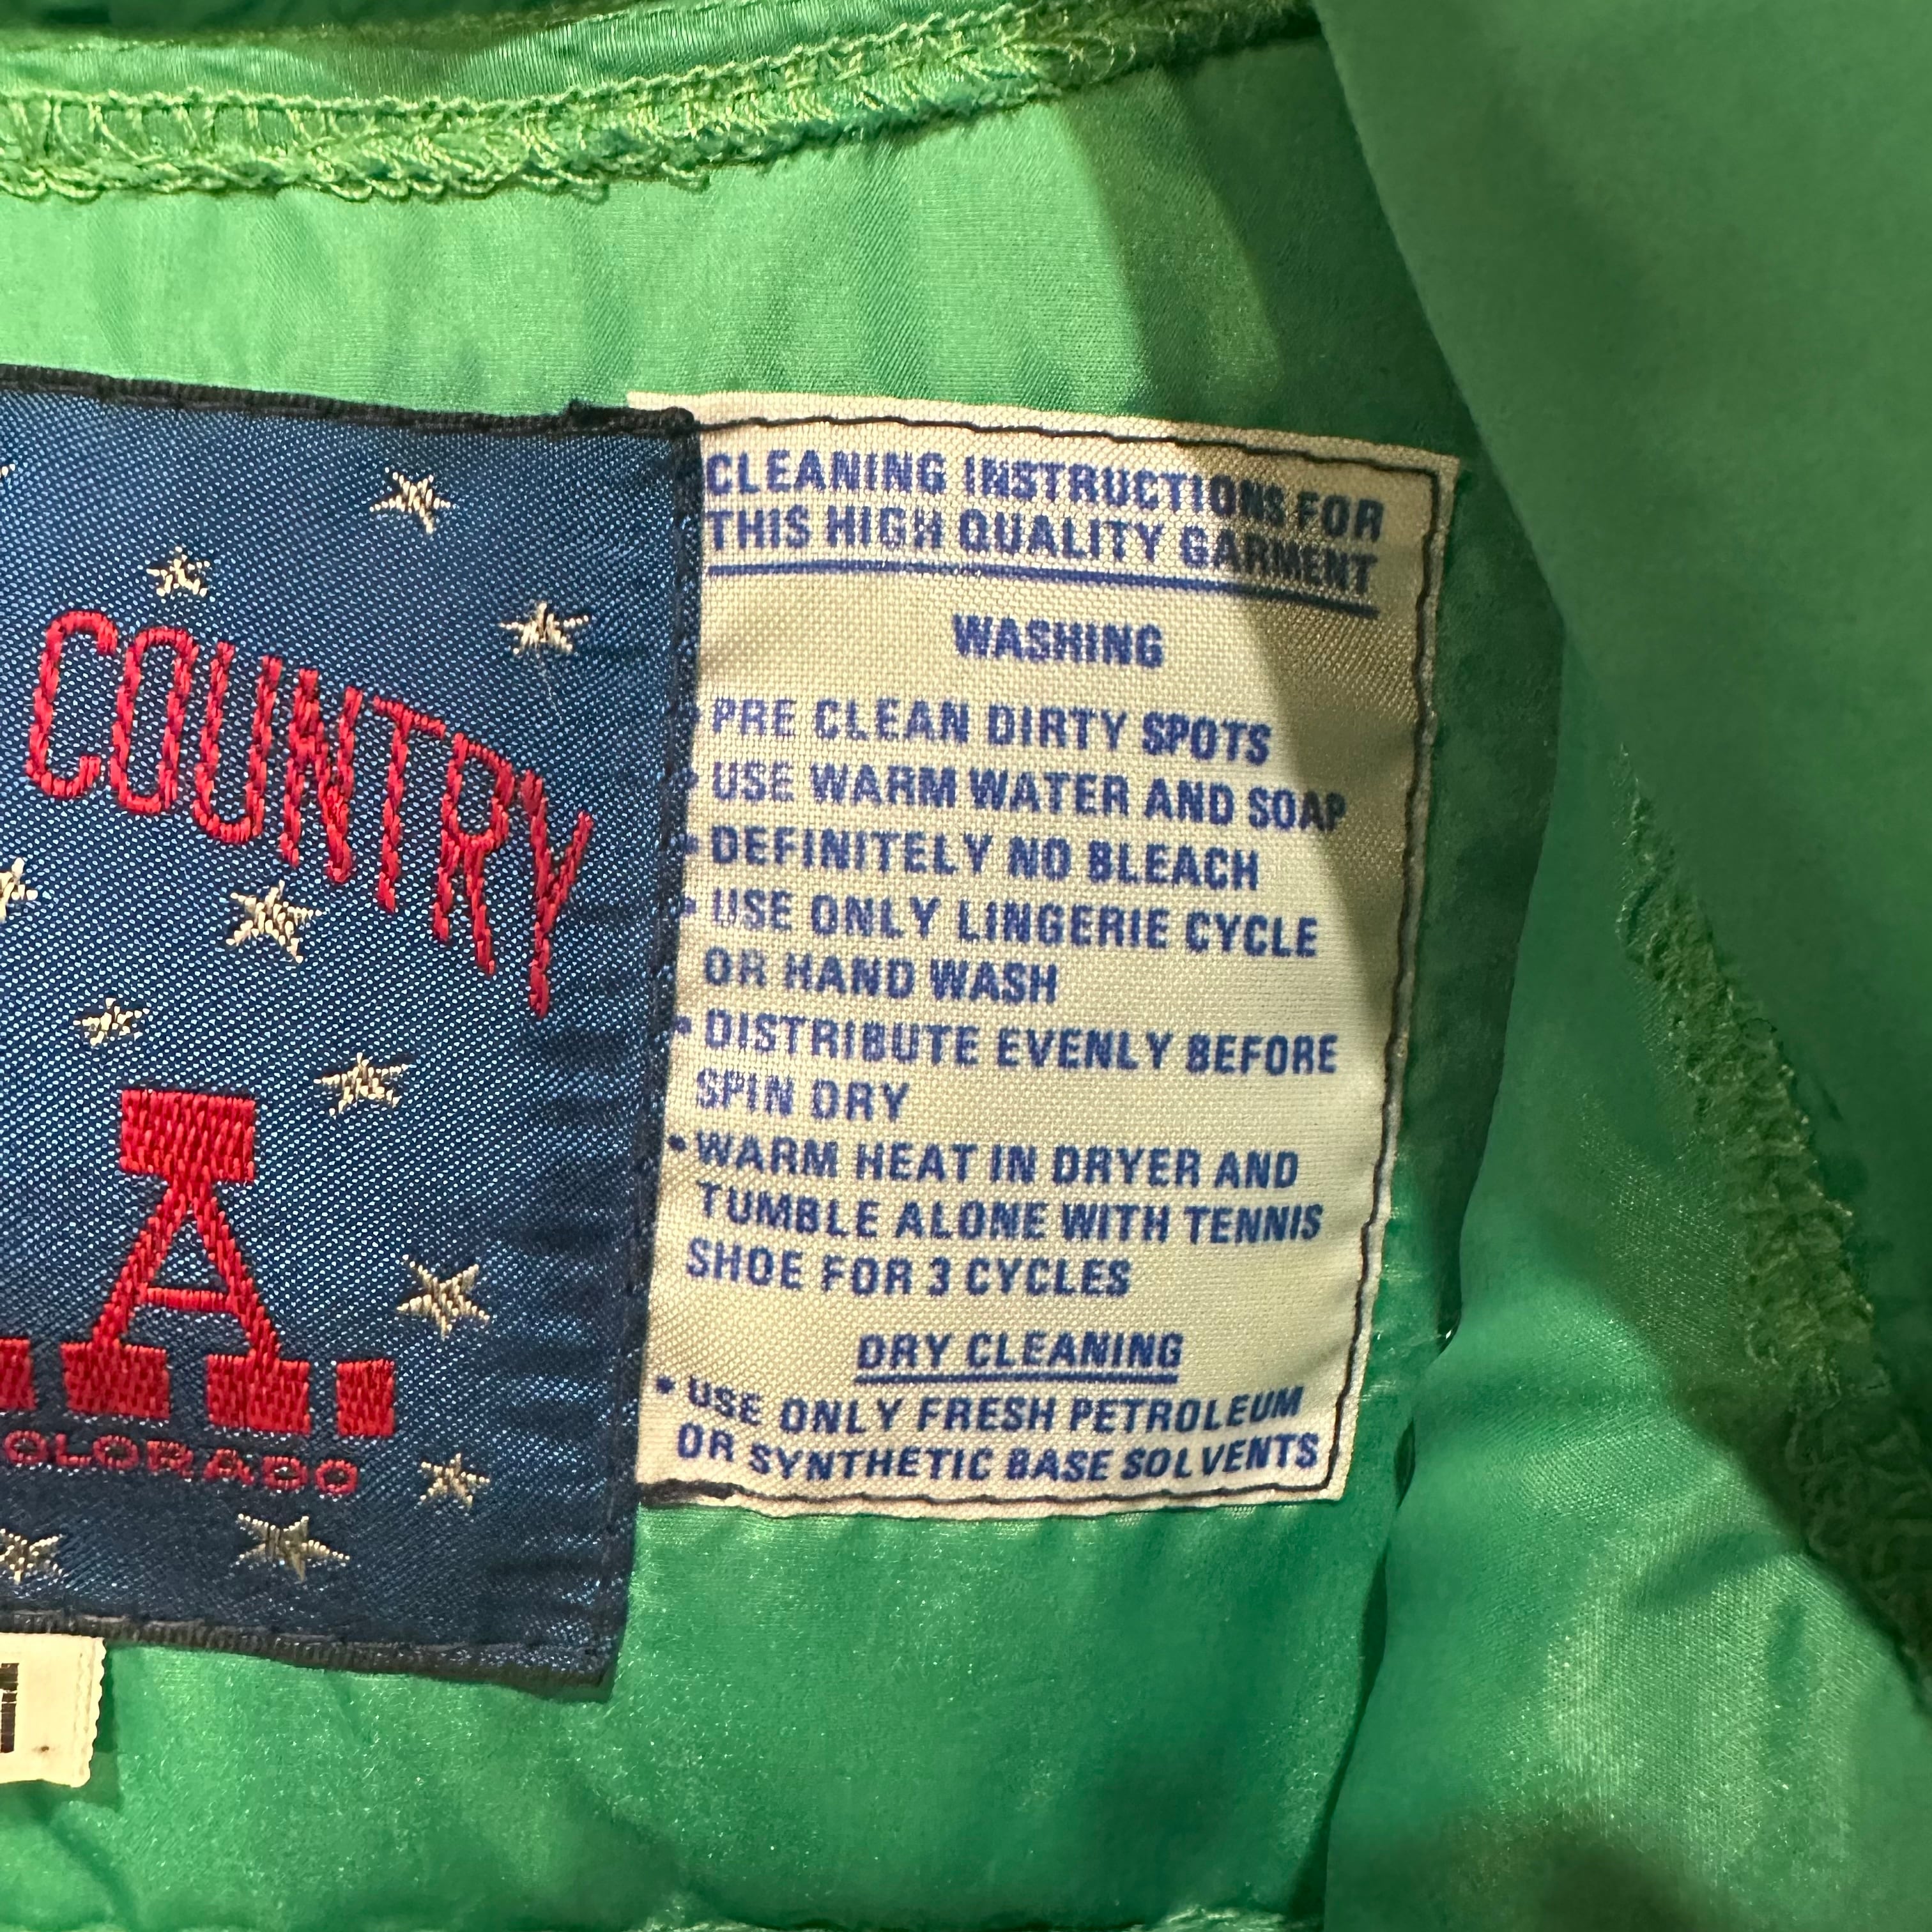 COUNTRY
A
OLORADO
CLEANING INSTRUCTIONS FOR
THIS HIGH QUALITY GARMENT
WASHING
• PRE CLEAN DIRTY SPOTS
• USE WARM WATER AND SOAP
• DEFINITELY NO BLEACH
• USE ONLY LINGERIE CYCLE
OR HAND WASH
• DISTRIBUTE EVENLY BEFORE
SPIN DRY
• WARM HEAT IN DRYER AND
TUMBLE ALONE WITH TENNIS
SHOE FOR 3 CYCLES
DRY CLEANING
• USE ONLY FRESH PETROLEUM
OR SYNTHETIC BASE SOLVENTS